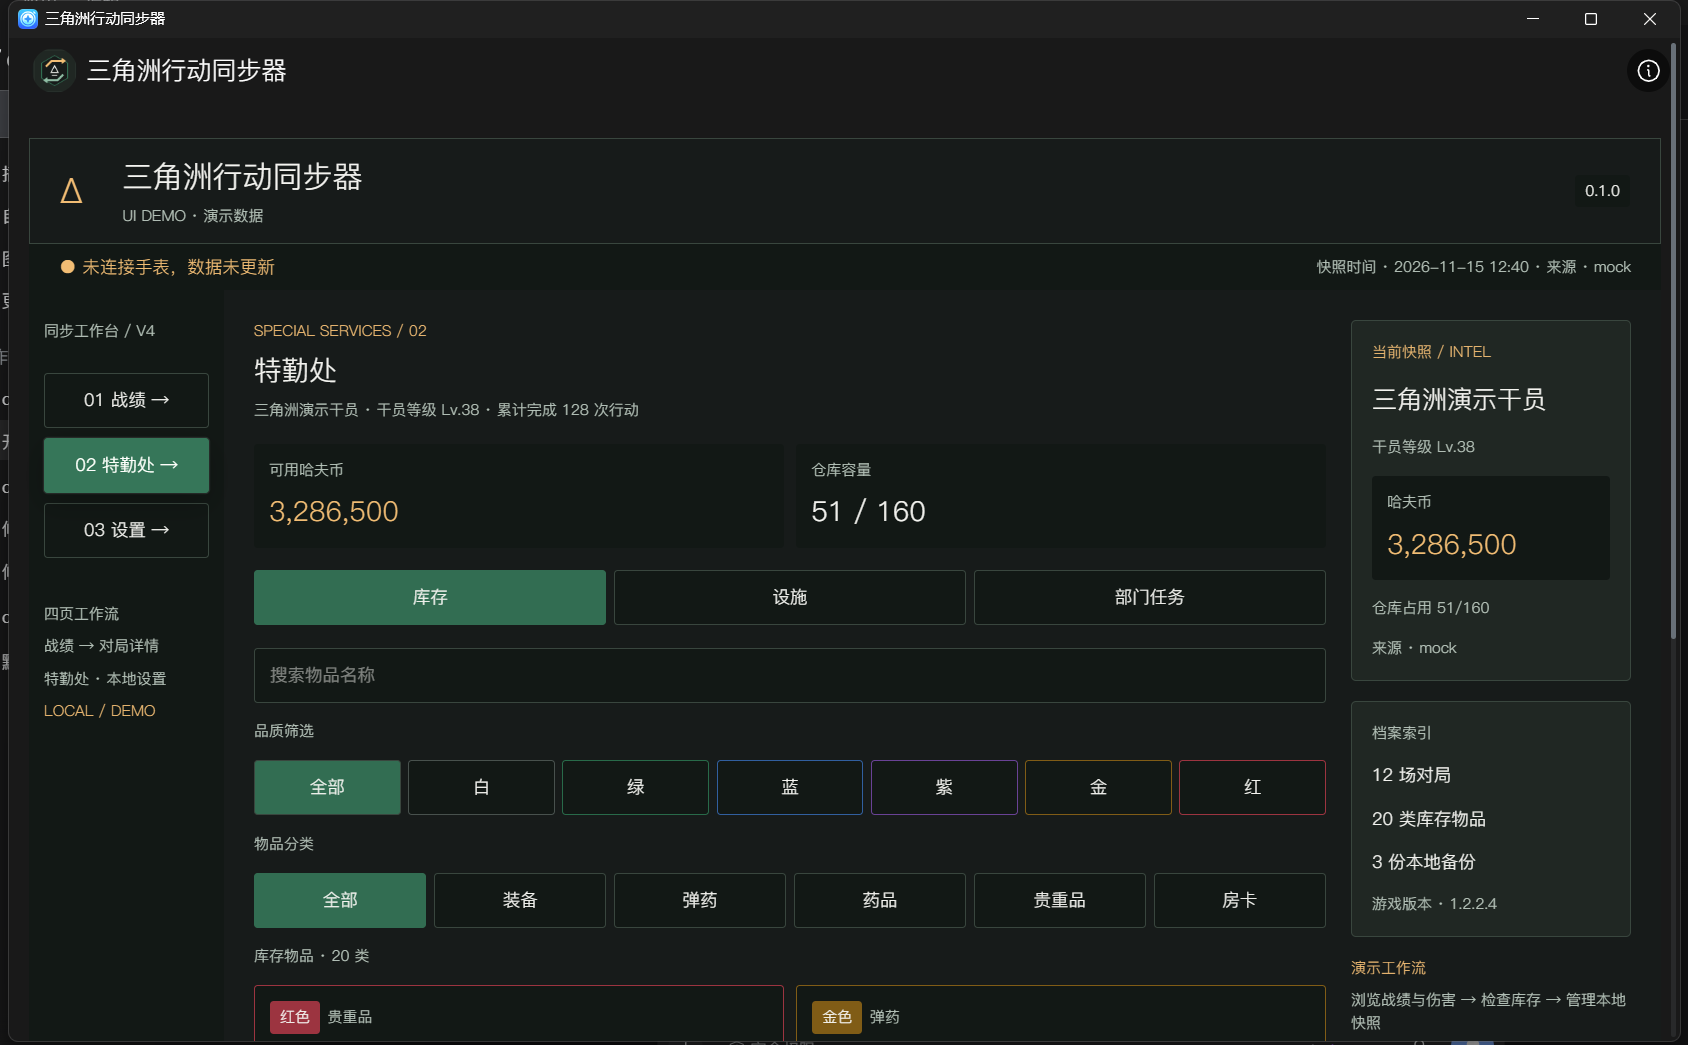 三角洲行动同步器
三角洲行动同步器
Δ
三角洲行动同步器
UI DEMO · 演示数据
0.1.0
未连接手表，数据未更新
快照时间 · 2026-11-15 12:40 · 来源 · mock
同步工作台 / V4
01 战绩 →
02 特勤处 →
03 设置 →
四页工作流
战绩 → 对局详情
特勤处 · 本地设置
LOCAL / DEMO
SPECIAL SERVICES / 02
特勤处
三角洲演示干员 · 干员等级 Lv.38 · 累计完成 128 次行动
可用哈夫币
3,286,500
仓库容量
51 / 160
库存
设施
部门任务
搜索物品名称
品质筛选
全部
白
绿
蓝
紫
金
红
物品分类
全部
装备
弹药
药品
贵重品
房卡
库存物品 · 20 类
红色 贵重品
金色 弹药
当前快照 / INTEL
三角洲演示干员
干员等级 Lv.38
哈夫币
3,286,500
仓库占用 51/160
来源 · mock
档案索引
12 场对局
20 类库存物品
3 份本地备份
游戏版本 · 1.2.2.4
演示工作流
浏览战绩与伤害 → 检查库存 → 管理本地
快照